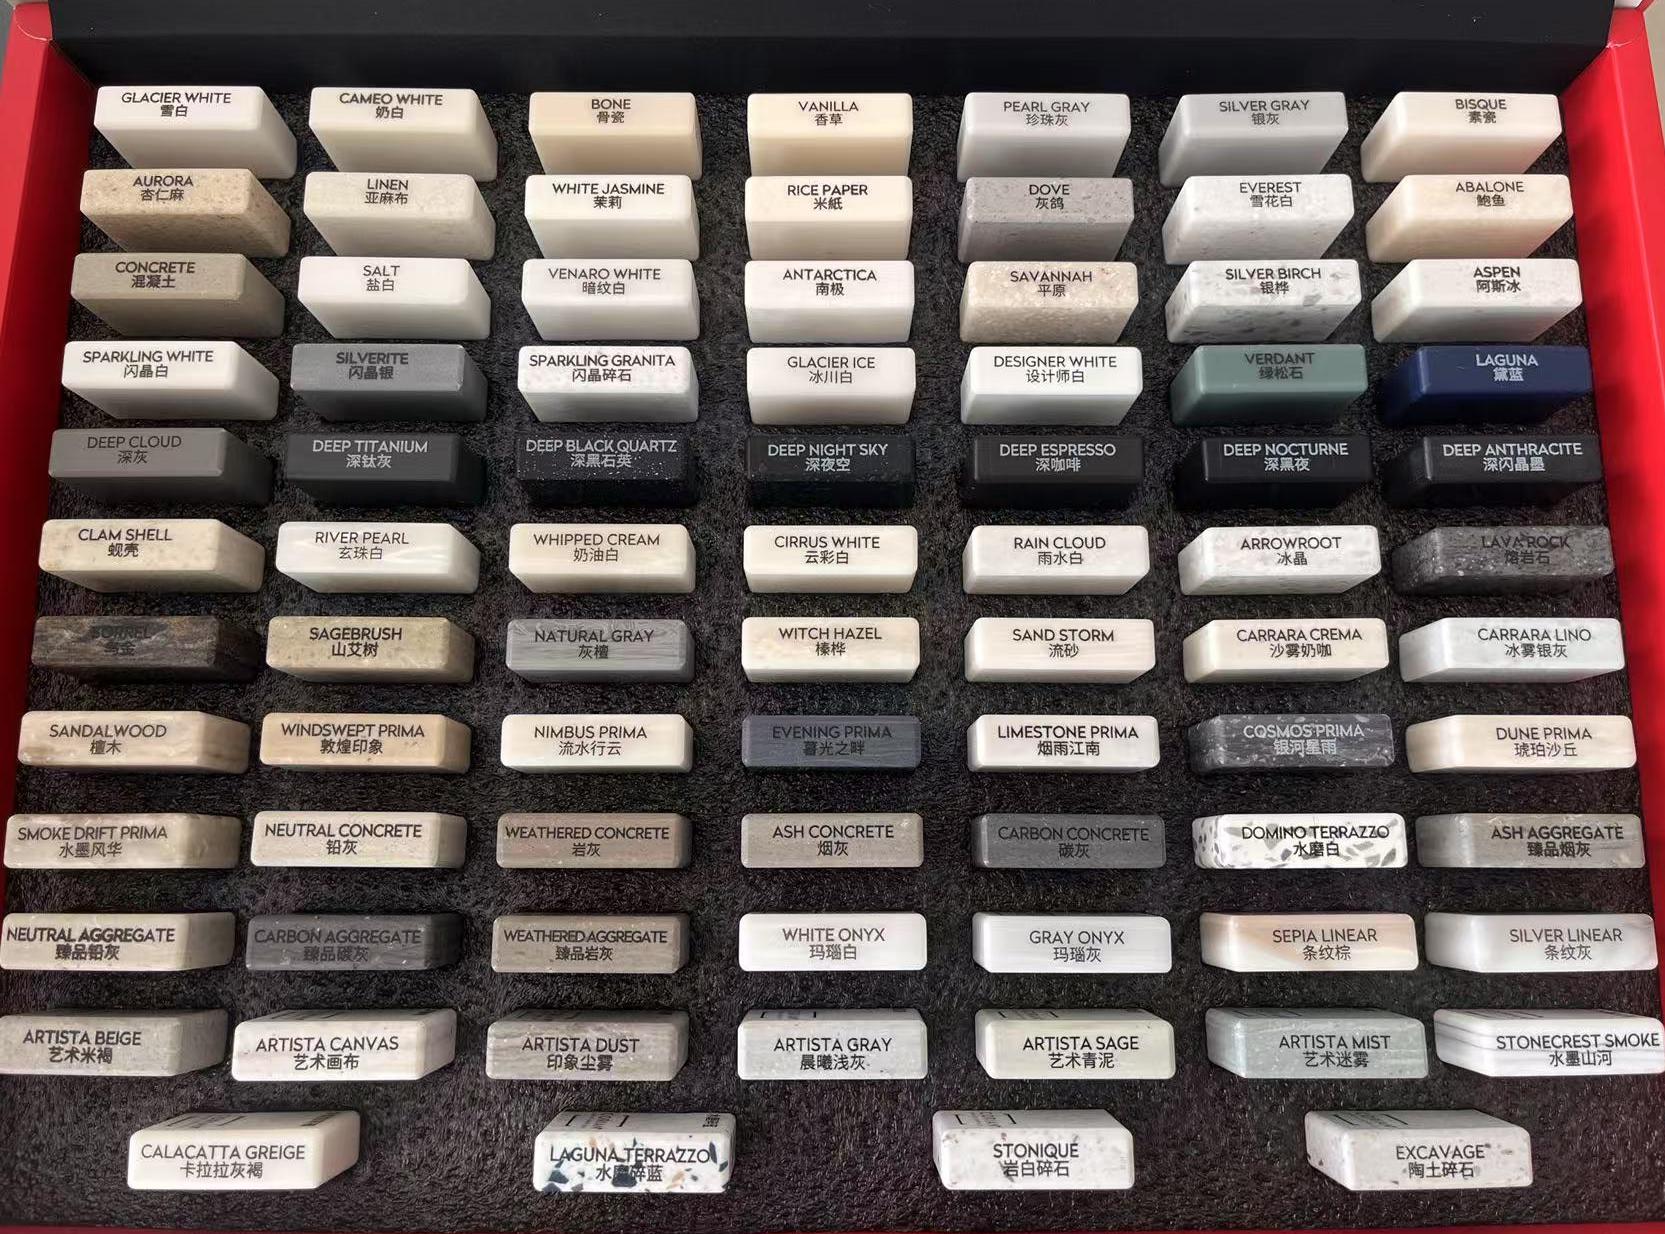 GLACIER WHITE
雪白
CAMEO WHITE
奶白
BONE
骨瓷
VANILLA
香草
PEARL GRAY
珍珠灰
SILVER GRAY
银灰
BISQUE
素瓷
AURORA
杏仁麻
LINEN
亚麻布
WHITE JASMINE
茉莉
RICE PAPER
米紙
DOVE
灰鸽
EVEREST
雪花白
ABALONE
鲍鱼
CONCRETE
混凝土
SALT
盐白
VENARO WHITE
暗纹白
ANTARCTICA
南极
SAVANNAH
平原
SILVER BIRCH
银桦
ASPEN
阿斯冰
SPARKLING WHITE
闪晶白
SILVERITE
闪晶银
SPARKLING GRANITA
闪晶碎石
GLACIER ICE
冰川白
DESIGNER WHITE
设计师白
VERDANT
绿松石
LAGUNA
黛蓝
DEEP CLOUD
深灰
DEEP TITANIUM
深钛灰
DEEP BLACK QUARTZ
深黑石英
DEEP NIGHT SKY
深夜空
DEEP ESPRESSO
深咖啡
DEEP NOCTURNE
深黑夜
DEEP ANTHRACITE
深闪晶墨
CLAM SHELL
蚬壳
RIVER PEARL
玄珠白
WHIPPED CREAM
奶油白
CIRRUS WHITE
云彩白
RAIN CLOUD
雨水白
ARROWROOT
冰晶
LAVA ROCK
熔岩石
SORREL
乌金
SAGEBRUSH
山艾树
NATURAL GRAY
灰檀
WITCH HAZEL
榛桦
SAND STORM
流砂
CARRARA CREMA
沙雾奶咖
CARRARA LINO
冰雾银灰
SANDALWOOD
檀木
WINDSWEPT PRIMA
敦煌印象
NIMBUS PRIMA
流水行云
EVENING PRIMA
暮光之畔
LIMESTONE PRIMA
烟雨江南
COSMOS PRIMA
银河星雨
DUNE PRIMA
琥珀沙丘
SMOKE DRIFT PRIMA
水墨风华
NEUTRAL CONCRETE
铅灰
WEATHERED CONCRETE
岩灰
ASH CONCRETE
烟灰
CARBON CONCRETE
碳灰
DOMINO TERRAZZO
水磨白
ASH AGGREGATE
臻品烟灰
NEUTRAL AGGREGATE
臻品铅灰
CARBON AGGREGATE
臻品碳灰
WEATHERED AGGREGATE
臻品岩灰
WHITE ONYX
玛瑙白
GRAY ONYX
玛瑙灰
SEPIA LINEAR
条纹棕
SILVER LINEAR
条纹灰
ARTISTA BEIGE
艺术米褐
ARTISTA CANVAS
艺术画布
ARTISTA DUST
印象尘雾
ARTISTA GRAY
晨曦浅灰
ARTISTA SAGE
艺术青泥
ARTISTA MIST
艺术迷雾
STONECREST SMOKE
水墨山河
CALACATTA GREIGE
卡拉拉灰褐
LAGUNA TERRAZZO
水磨碎蓝
STONIQUE
岩白碎石
EXCAVAGE
陶土碎石